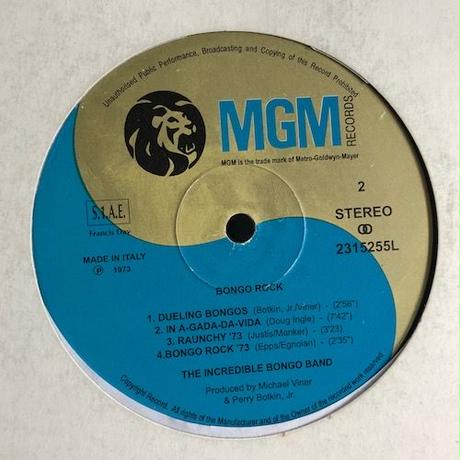 Unauthorised Public Performance, Broadcasting and Copying of this Record Prohibited
MGM
RECORDS
MGM is the trade mark of Metro-Goldwyn-Mayer
2
S.I.A.E.
Francis Day
STEREO
2315255L
MADE IN ITALY
P 1973
BONGO ROCK
1. DUELING BONGOS (Botkin, Jr./Viner) - (2'56")
2. IN A-GADA-DA-VIDA (Doug Ingle) - (7'42")
3. RAUNCHY '73 (Justis/Manker) - (3'23)
4.BONGO ROCK '73 (Epps/Egnoian) - (2'35")
THE INCREDIBLE BONGO BAND
Produced by Michael Viner
& Perry Botkin, Jr.
Copyright Record. All rights of the Manufacturer and of the Owner of the recorded work reserved